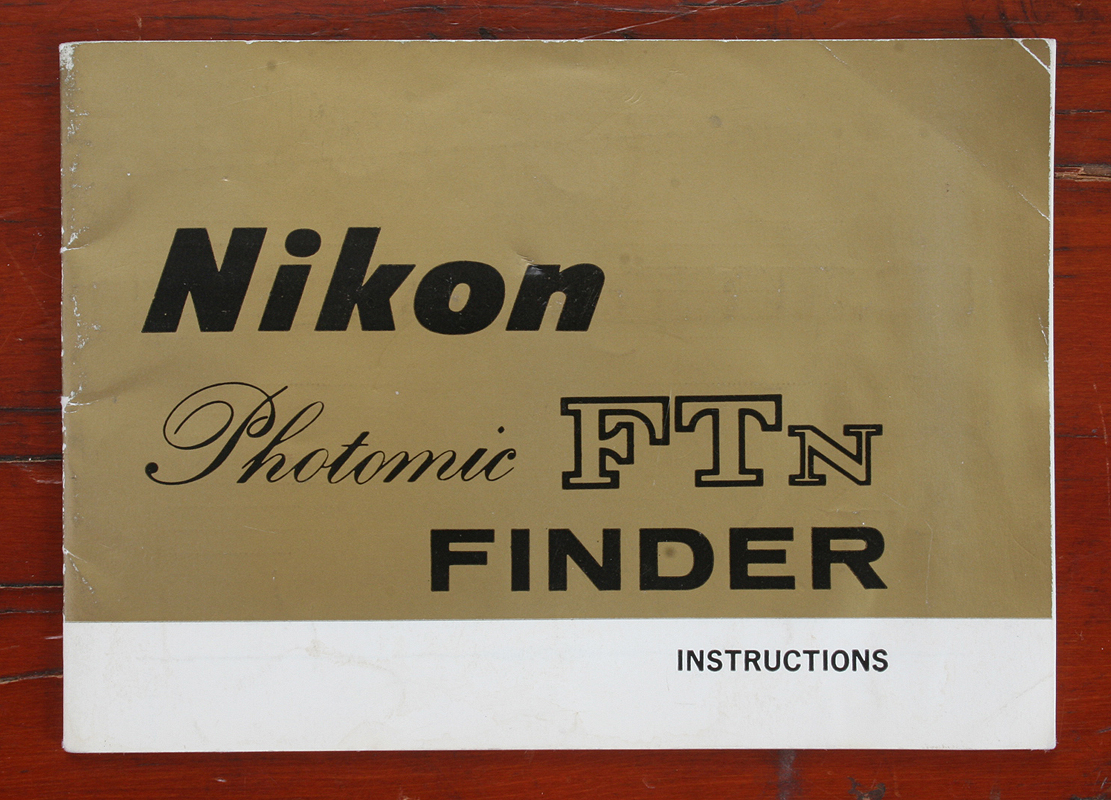 Nikon
Photomic FTN
FINDER
INSTRUCTIONS